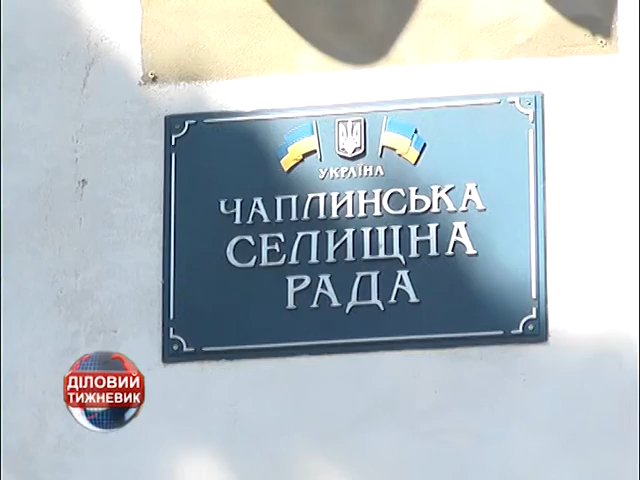 УКРАЇНА
ЧАПЛИНСЬКА
СЕЛИЩНА
РАДА
ДІЛОВИЙ
ТИЖНЕВИК